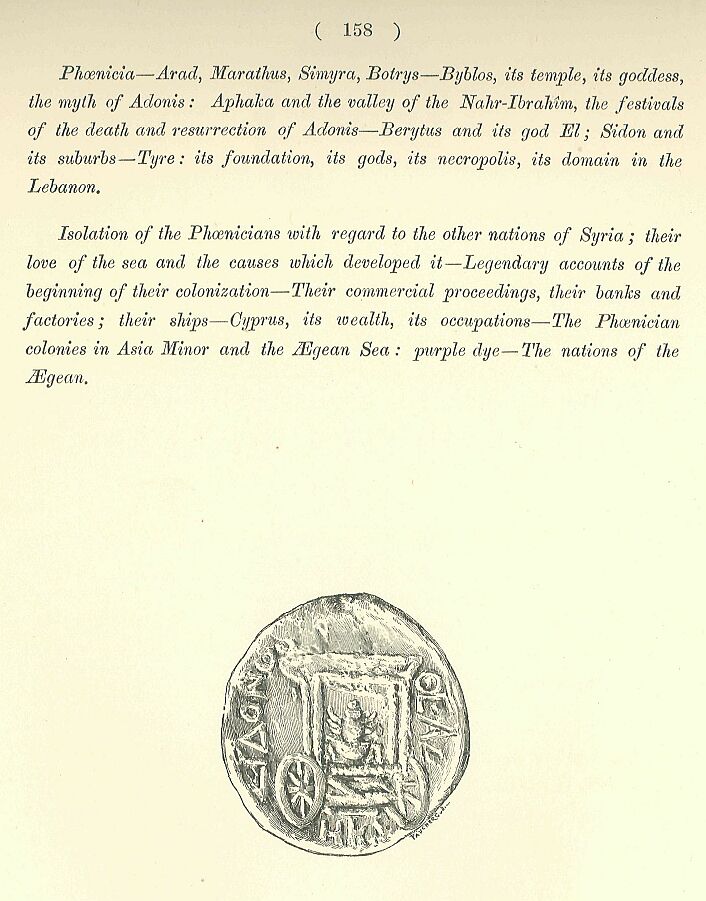 ( 158 )
Phœnicia—Arad, Marathus, Simyra, Botrys—Byblos, its temple, its goddess,
the myth of Adonis: Aphaka and the valley of the Nahr-Ibrahîm, the festivals
of the death and resurrection of Adonis—Berytus and its god El; Sidon and
its suburbs—Tyre: its foundation, its gods, its necropolis, its domain in the
Lebanon.
Isolation of the Phœnicians with regard to the other nations of Syria; their
love of the sea and the causes which developed it—Legendary accounts of the
beginning of their colonization—Their commercial proceedings, their banks and
factories; their ships—Cyprus, its wealth, its occupations—The Phœnician
colonies in Asia Minor and the Ægean Sea: purple dye—The nations of the
Ægean.
ΘΕΑΣ